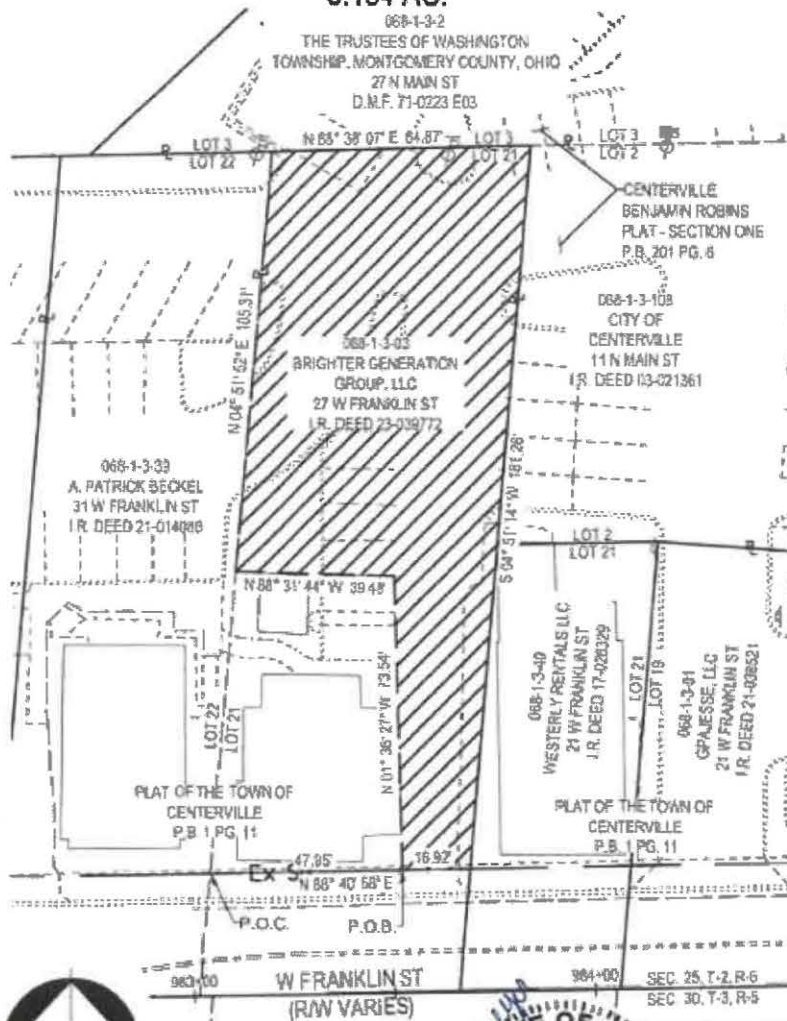 068-1-3-2
THE TRUSTEES OF WASHINGTON
TOWNSHIP, MONTGOMERY COUNTY, OHIO
27 N MAIN ST
D.M.F. 71-0223 E03
LOT 3
LOT 22
N 88° 38' 07" E 64.87'
LOT 3
LOT 21
LOT 3
LOT 2
CENTERVILLE
BENJAMIN ROBINS
PLAT - SECTION ONE
P.B. 201 PG. 6
068-1-3-108
CITY OF
CENTERVILLE
11 N MAIN ST
I.R. DEED 03-021361
N 04° 51' 52" E 105.31'
068-1-3-03
BRIGHTER GENERATION
GROUP, LLC
27 W FRANKLIN ST
I.R. DEED 23-039772
S 04° 51' 14" W 181.26'
068-1-3-39
A. PATRICK BECKEL
31 W FRANKLIN ST
I.R. DEED 21-014086
LOT 2
LOT 21
N 88° 31' 44" W 39.48'
N 01° 36' 27" W 73.54'
068-1-3-40
WESTERLY RENTALS LLC
21 W FRANKLIN ST
I.R. DEED 17-026329
LOT 21
LOT 19
068-1-3-01
GPAJESSE, LLC
21 W FRANKLIN ST
I.R. DEED 21-038521
LOT 22
LOT 21
PLAT OF THE TOWN OF
CENTERVILLE
P.B. 1 PG. 11
PLAT OF THE TOWN OF
CENTERVILLE
P.B. 1 PG. 11
47.95
16.92'
Ex S
N 88° 40' 58" E
P.O.C.
P.O.B.
983+00
W FRANKLIN ST
984+00
(R/W VARIES)
SEC. 25, T-2, R-6
SEC. 30, T-3, R-5